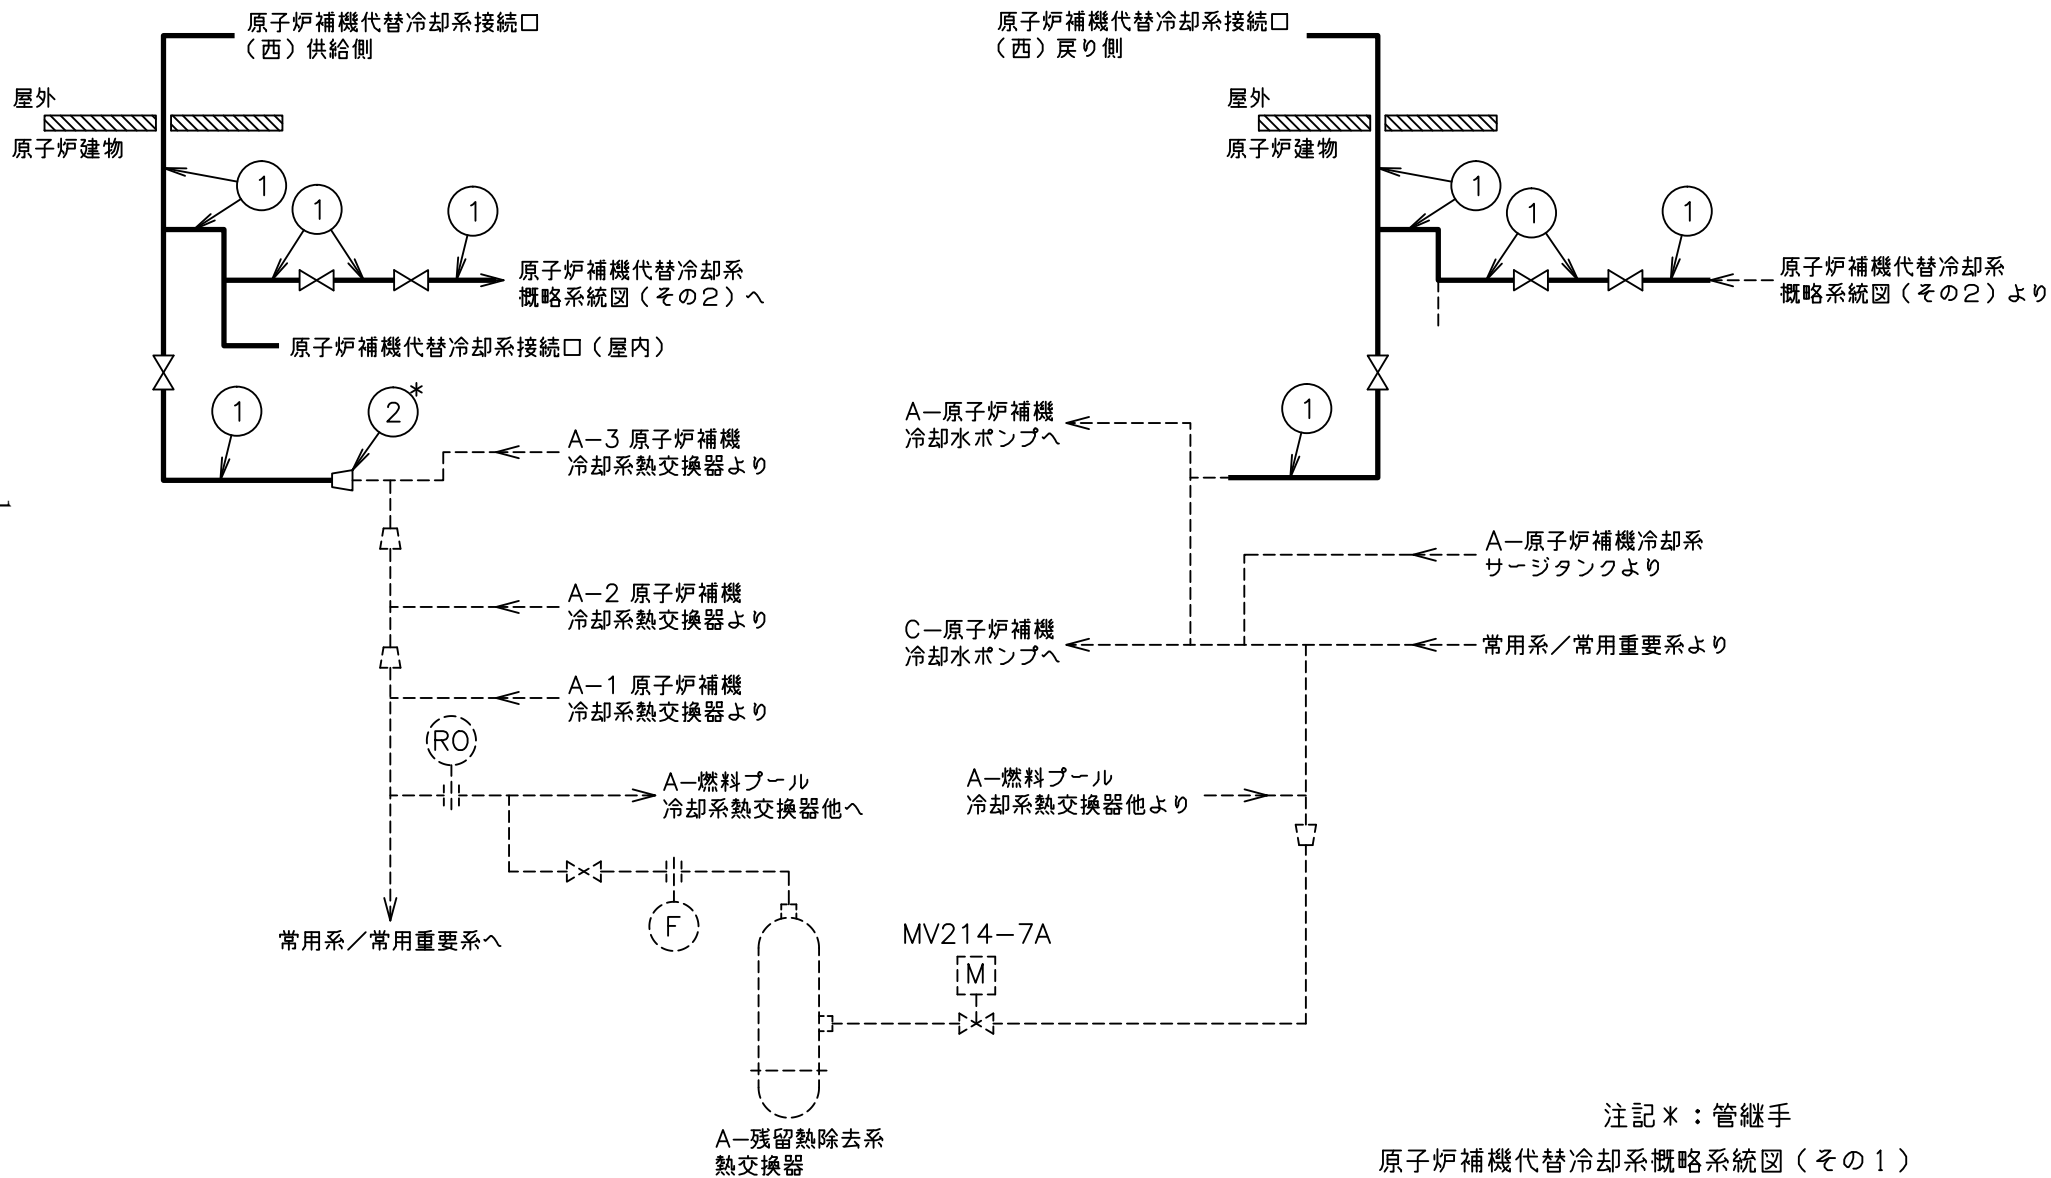 原子炉補機代替冷却系接続口
（西）供給側
屋外
原子炉建物
1
1
1
原子炉補機代替冷却系
概略系統図（その２）へ
原子炉補機代替冷却系接続口（屋内）
1
2
*
A－3 原子炉補機
冷却系熱交換器より
A－2 原子炉補機
冷却系熱交換器より
A－1 原子炉補機
冷却系熱交換器より
RO
A－燃料プール
冷却系熱交換器他へ
F
常用系／常用重要系へ
A－残留熱除去系
熱交換器
原子炉補機代替冷却系接続口
（西）戻り側
屋外
原子炉建物
1
1
1
原子炉補機代替冷却系
概略系統図（その２）より
1
A－原子炉補機
冷却水ポンプへ
A－原子炉補機冷却系
サージタンクより
C－原子炉補機
冷却水ポンプへ
常用系／常用重要系より
A－燃料プール
冷却系熱交換器他より
MV214－7A
M
1
注記＊：管継手
原子炉補機代替冷却系概略系統図（その１）